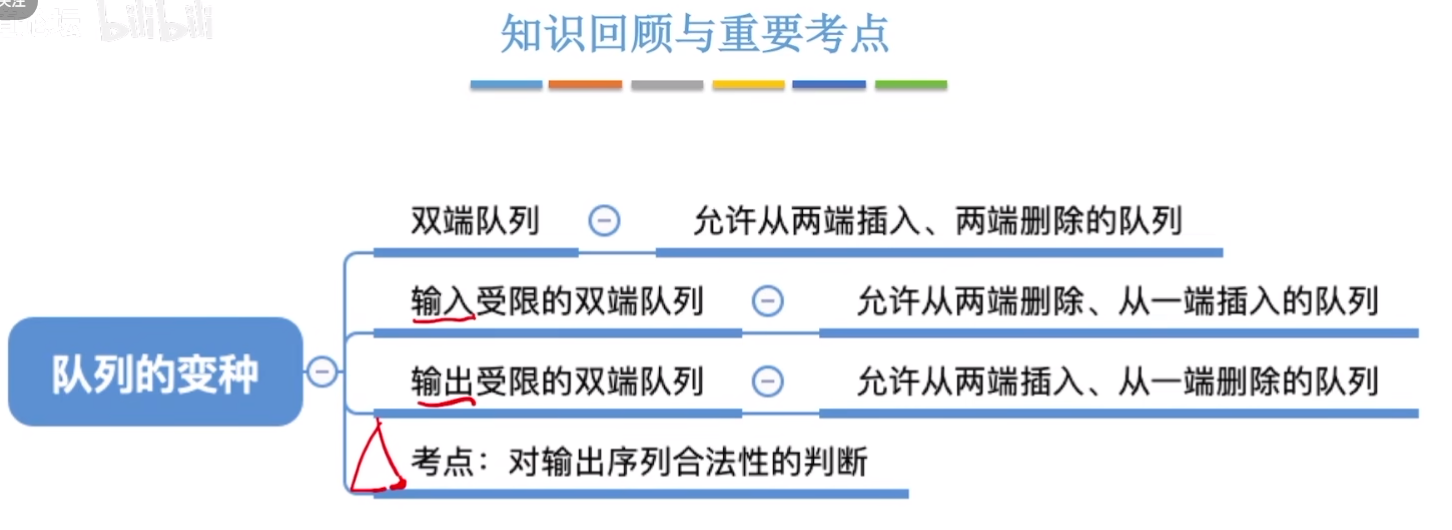 关注
bilibili
知识回顾与重要考点
双端队列 允许从两端插入、两端删除的队列
输入受限的双端队列 允许从两端删除、从一端插入的队列
队列的变种
输出受限的双端队列 允许从两端插入、从一端删除的队列
考点：对输出序列合法性的判断